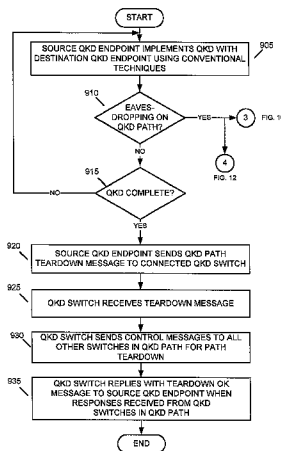 START
905
SOURCE QKD ENDPOINT IMPLEMENTS QKD WITH
DESTINATION QKD ENDPOINT USING CONVENTIONAL
TECHNIQUES
910
EAVES-
DROPPING ON
QKD PATH?
YES
3
FIG. 1
4
FIG. 12
NO
915
QKD COMPLETE?
NO
YES
920
SOURCE QKD ENDPOINT SENDS QKD PATH
TEARDOWN MESSAGE TO CONNECTED QKD SWITCH
925
QKD SWITCH RECEIVES TEARDOWN MESSAGE
930
QKD SWITCH SENDS CONTROL MESSAGES TO ALL
OTHER SWITCHES IN QKD PATH FOR PATH
TEARDOWN
935
QKD SWITCH REPLIES WITH TEARDOWN OK
MESSAGE TO SOURCE QKD ENDPOINT WHEN
RESPONSES RECEIVED FROM QKD
SWITCHES IN QKD PATH
END